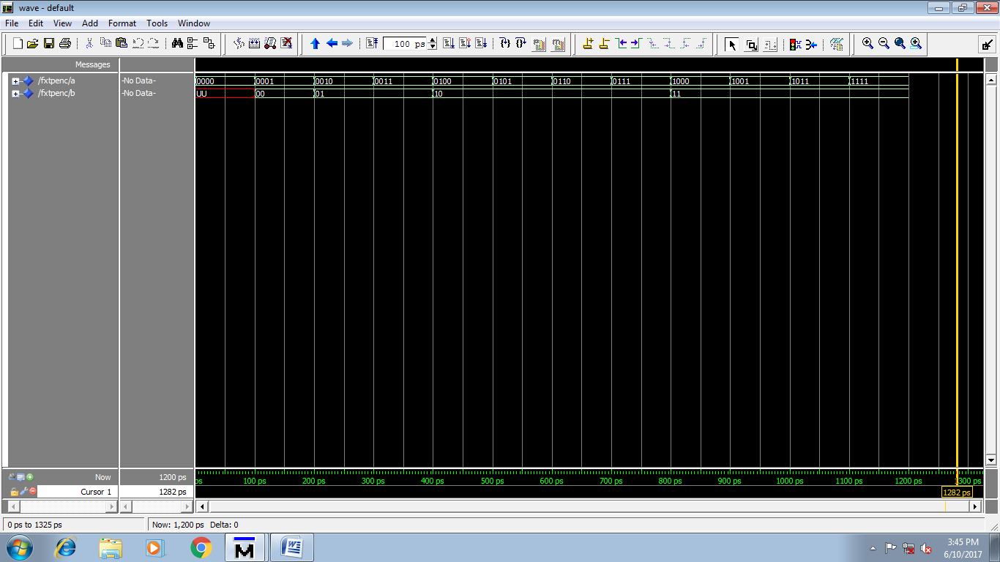 wave - default
File Edit View Add Format Tools Window
100 ps
Messages
/fxtpenc/a -No Data- 0000 0001 0010 0011 0100 0101 0110 0111 1000 1001 1011 1111
/fxtpenc/b -No Data- UU 00 01 10 11
Now 1200 ps ps 100 ps 200 ps 300 ps 400 ps 500 ps 600 ps 700 ps 800 ps 900 ps 1000 ps 1100 ps 1200 ps 1300 ps
Cursor 1 1282 ps 1282 ps
0 ps to 1325 ps Now: 1,200 ps Delta: 0
M W 3:45 PM
6/10/2017